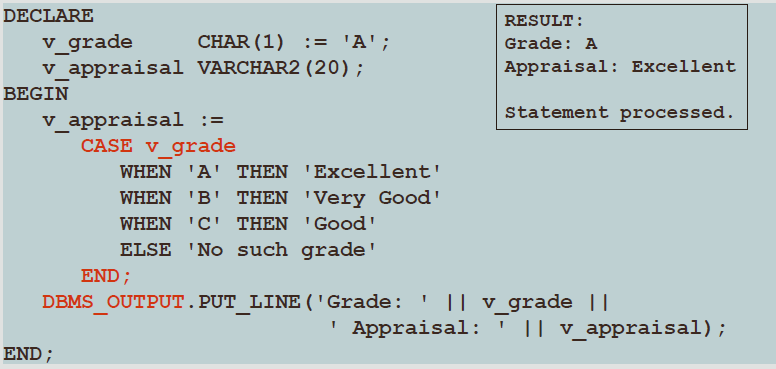 DECLARE
v_grade CHAR(1) := 'A';
v_appraisal VARCHAR2(20);
BEGIN
v_appraisal :=
CASE v_grade
WHEN 'A' THEN 'Excellent'
WHEN 'B' THEN 'Very Good'
WHEN 'C' THEN 'Good'
ELSE 'No such grade'
END;
DBMS_OUTPUT.PUT_LINE('Grade: ' || v_grade ||
' Appraisal: ' || v_appraisal);
END;
RESULT:
Grade: A
Appraisal: Excellent
Statement processed.